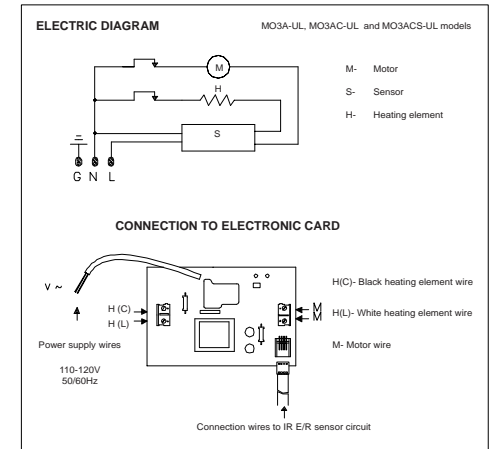 ELECTRIC DIAGRAM MO3A-UL, MO3AC-UL and MO3ACS-UL models
M
H
S
G N L
M- Motor
S- Sensor
H- Heating element
CONNECTION TO ELECTRONIC CARD
V ~
H (C)
H (L)
M
M
H(C)- Black heating element wire
H(L)- White heating element wire
M- Motor wire
Power supply wires
110-120V
50/60Hz
Connection wires to IR E/R sensor circuit